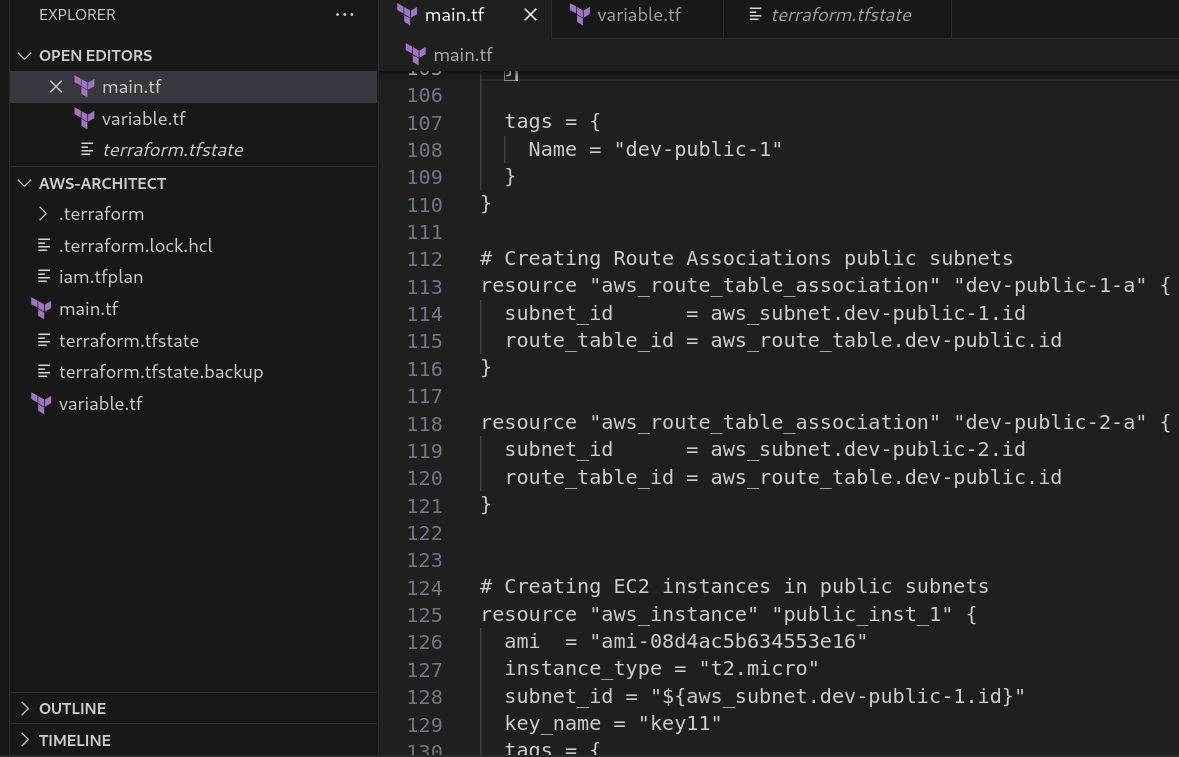 EXPLORER
OPEN EDITORS
main.tf
variable.tf
terraform.tfstate
AWS-ARCHITECT
.terraform
.terraform.lock.hcl
iam.tfplan
main.tf
terraform.tfstate
terraform.tfstate.backup
variable.tf
OUTLINE
TIMELINE
main.tf
variable.tf
terraform.tfstate
main.tf
105 }
106
107 tags = {
108 Name = "dev-public-1"
109 }
110 }
111
112 # Creating Route Associations public subnets
113 resource "aws_route_table_association" "dev-public-1-a" {
114 subnet_id      = aws_subnet.dev-public-1.id
115 route_table_id = aws_route_table.dev-public.id
116 }
117
118 resource "aws_route_table_association" "dev-public-2-a" {
119 subnet_id      = aws_subnet.dev-public-2.id
120 route_table_id = aws_route_table.dev-public.id
121 }
122
123
124 # Creating EC2 instances in public subnets
125 resource "aws_instance" "public_inst_1" {
126 ami  = "ami-08d4ac5b634553e16"
127 instance_type = "t2.micro"
128 subnet_id = "${aws_subnet.dev-public-1.id}"
129 key_name = "key11"
130 tags = {